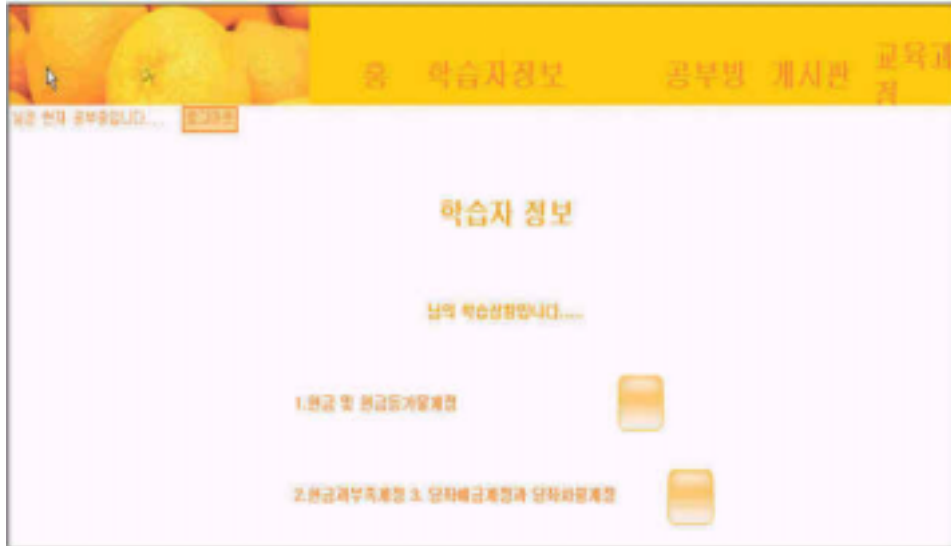 홈 학습자정보 공부방 게시판 교육과정
님은 현재 공부중입니다.... 로그아웃
학습자 정보
님의 학습상황입니다.....
1.현금 및 현금등가물계정
2.현금과부족계정 3. 당좌예금계정과 당좌차월계정